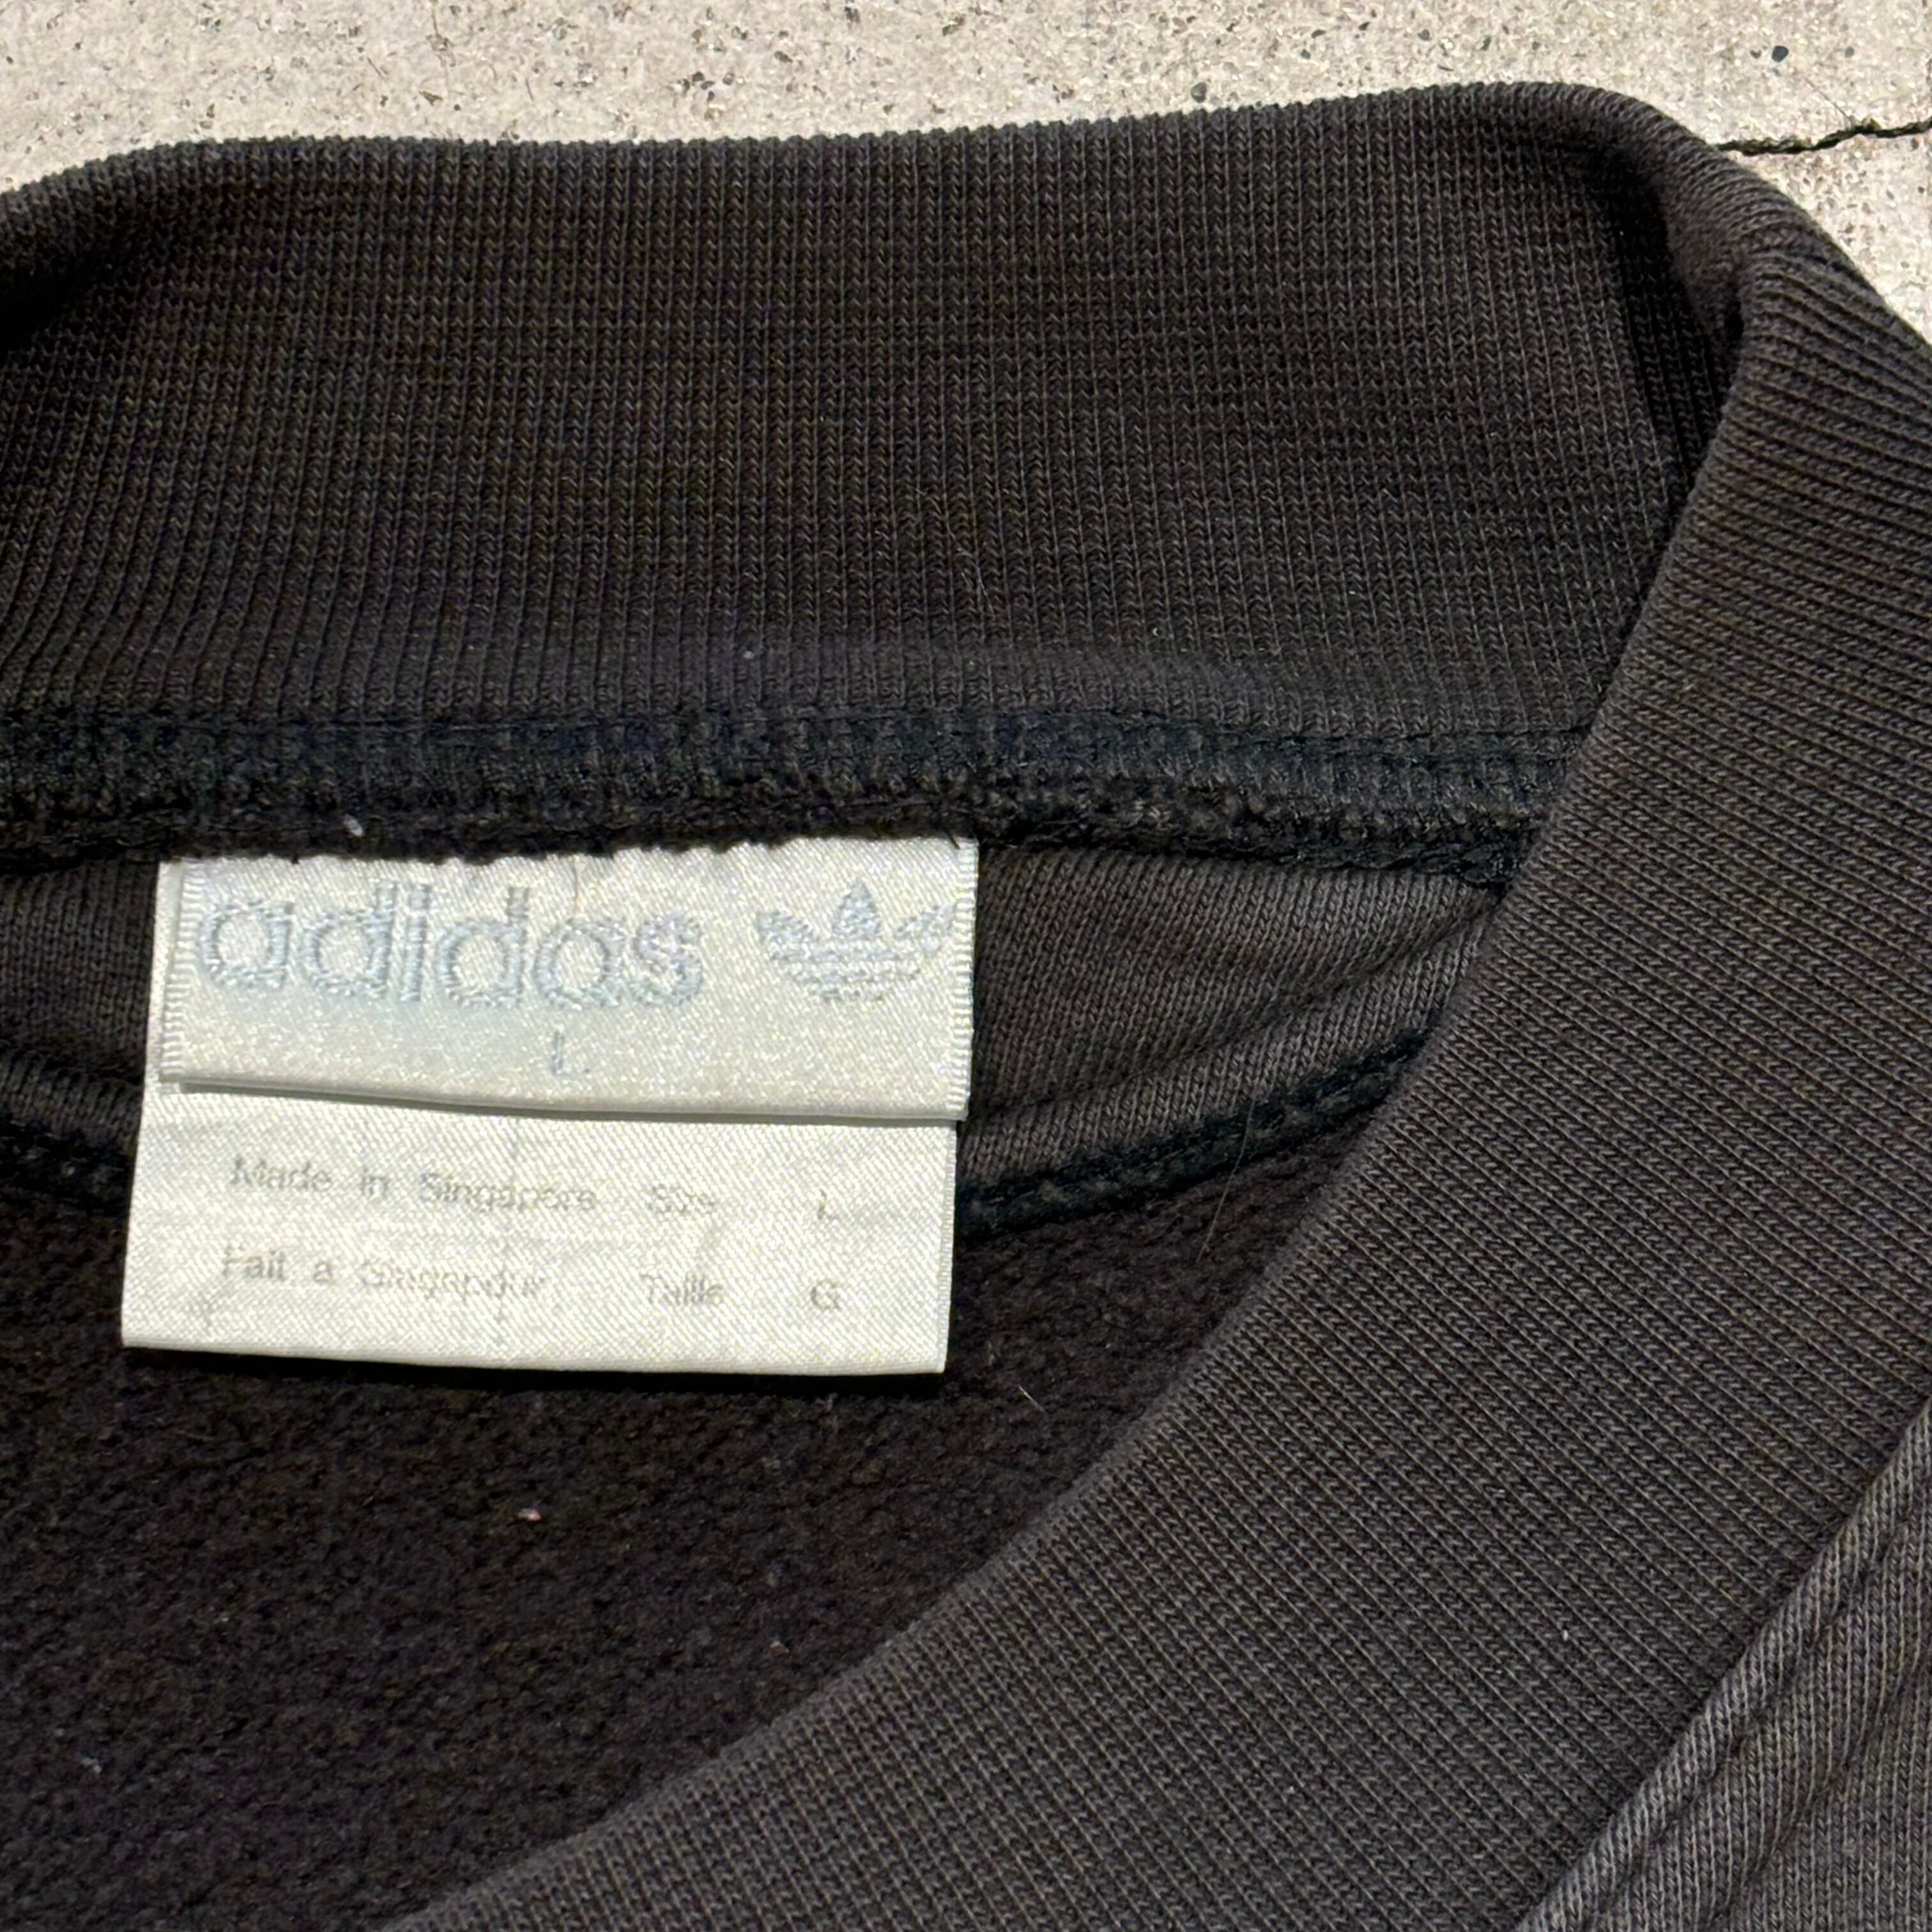 adidas
L
Made in Singapore Size L
Fait a Singapour Taille G